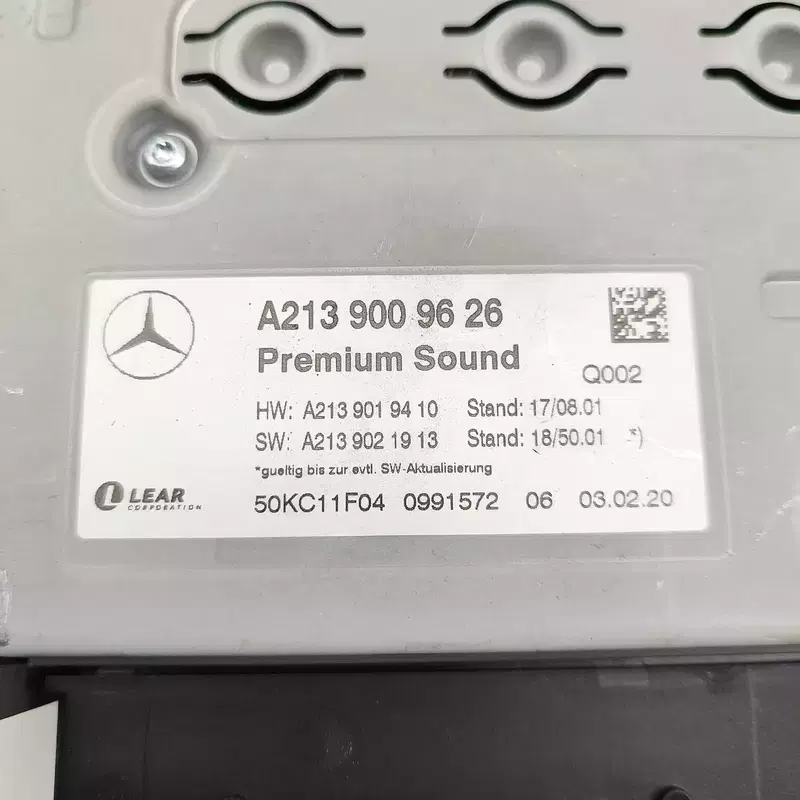 A213 900 96 26
Premium Sound
Q002
HW: A213 901 94 10 Stand: 17/08.01
SW: A213 902 19 13 Stand: 18/50.01 *)
*gueltig bis zur evtl. SW-Aktualisierung
LEAR
CORPORATION
50KC11F04 0991572 06 03.02.20